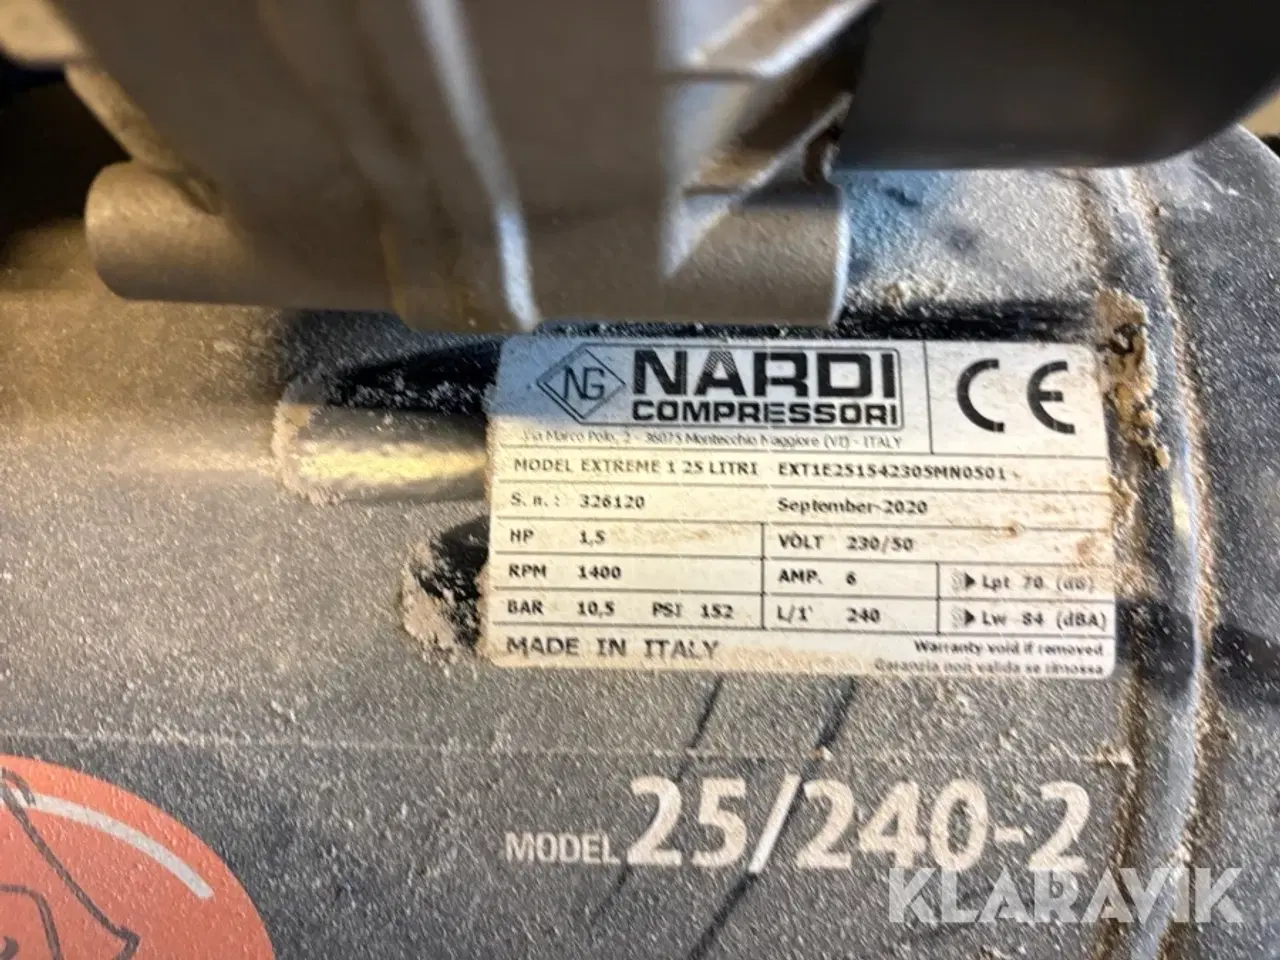 NG NARDI
COMPRESSORI
CE
Via Marco Polo, 2 - 36075 Montecchio Maggiore (VI) - ITALY
MODEL EXTREME 1 25 LITRI EXT1E251542305MN0501
S. n. : 326120 September-2020
HP 1,5 VOLT 230/50
RPM 1400 AMP. 6 Lpt 70 (dB)
BAR 10,5 PSI 152 L/1' 240 Lw 84 (dBA)
MADE IN ITALY Warranty void if removed
Garanzia non valida se rimossa
MODEL 25/240-2
KLARAVIK